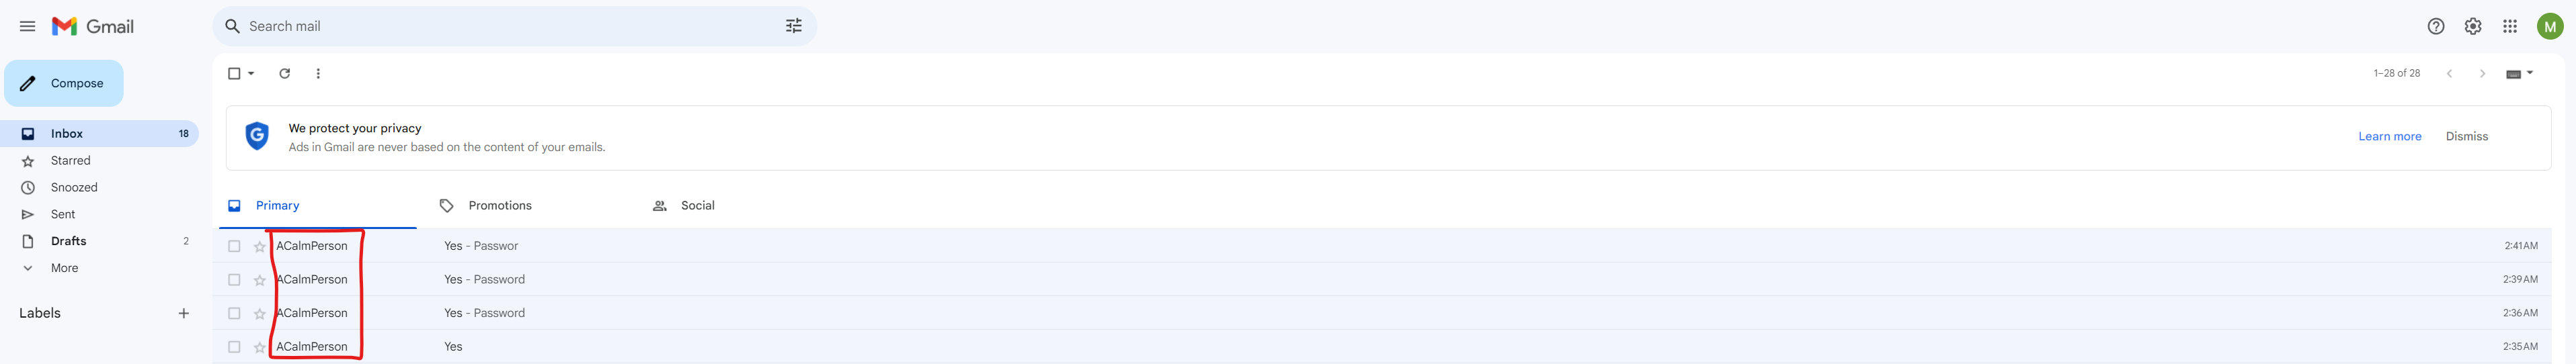 Gmail
Search mail
M
Compose
1–28 of 28
We protect your privacy
Ads in Gmail are never based on the content of your emails.
Learn more Dismiss
Inbox 18
Starred
Snoozed
Sent
Drafts 2
More
Labels
Primary Promotions Social
ACalmPerson Yes - Passwor 2:41 AM
ACalmPerson Yes - Password 2:39 AM
ACalmPerson Yes - Password 2:36 AM
ACalmPerson Yes 2:35 AM